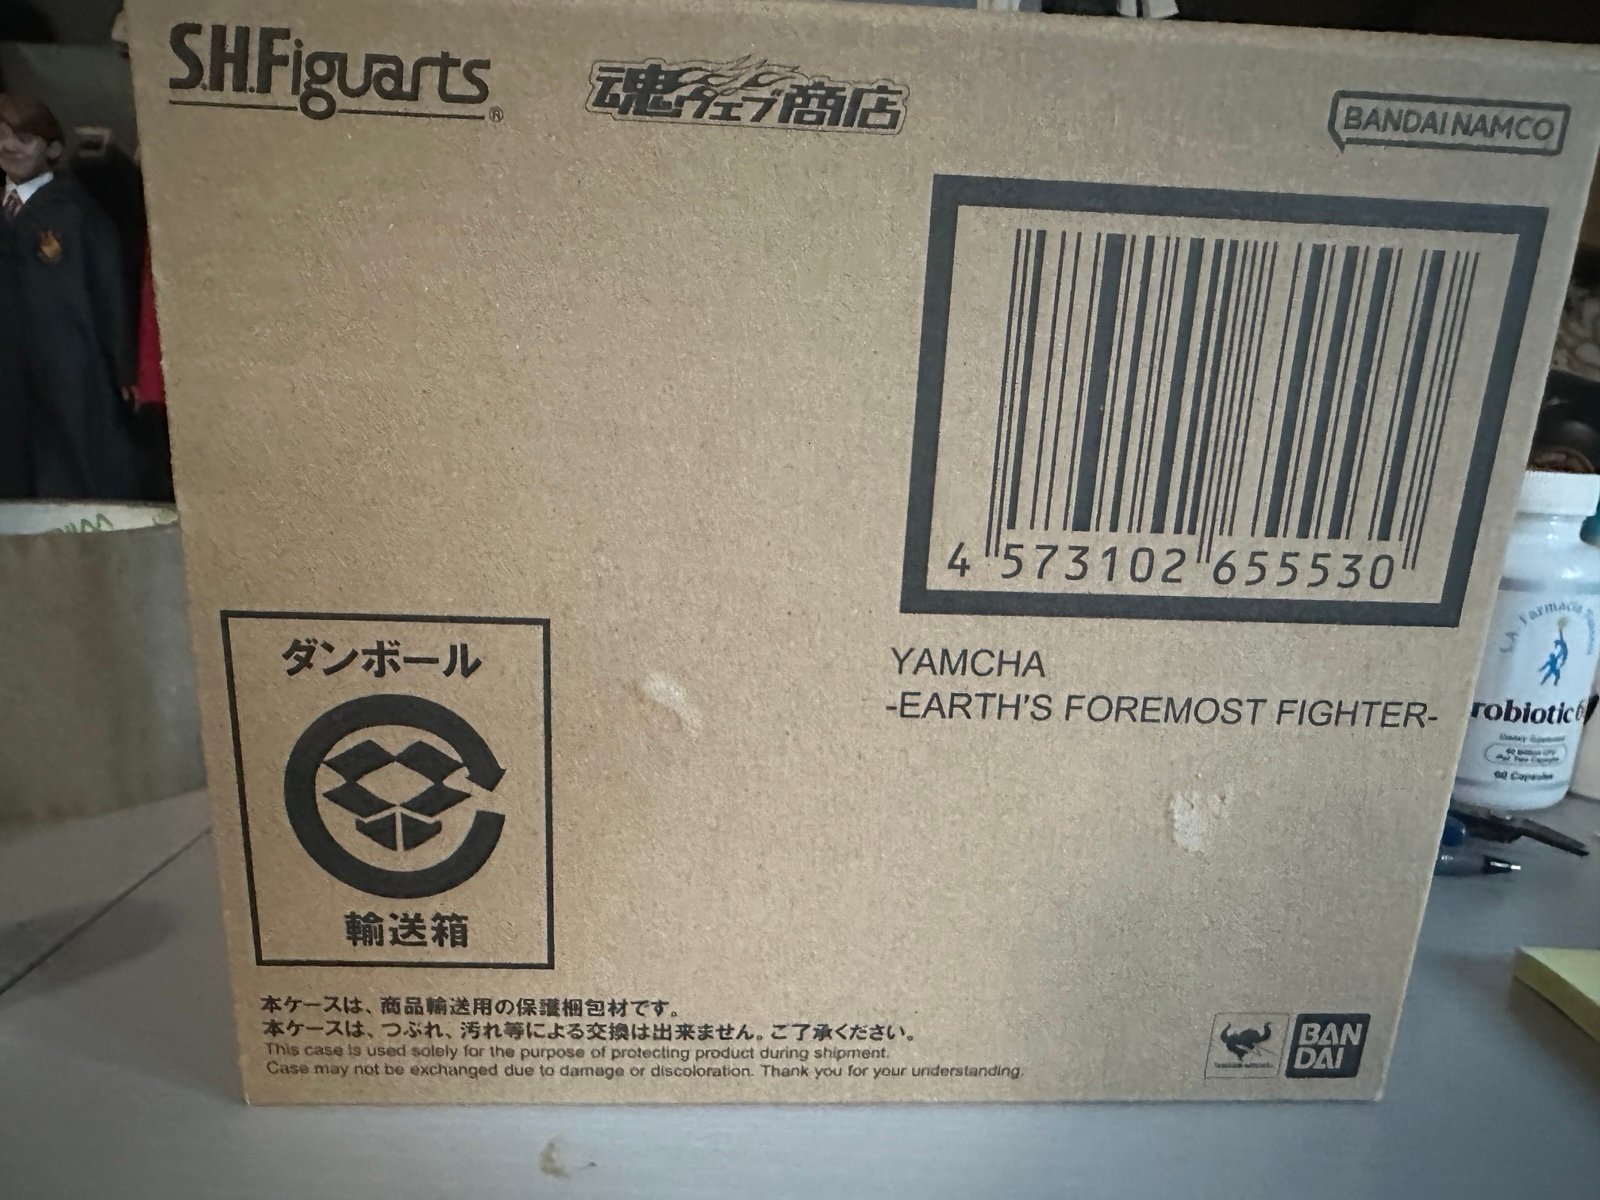 S.H.Figuarts®
魂ウェブ商店
BANDAI NAMCO
4 573102 655530
YAMCHA
-EARTH'S FOREMOST FIGHTER-
ダンボール
輸送箱
本ケースは、商品輸送用の保護梱包材です。
本ケースは、つぶれ、汚れ等による交換は出来ません。ご了承ください。
This case is used solely for the purpose of protecting product during shipment.
Case may not be exchanged due to damage or discoloration. Thank you for your understanding.
BAN
DAI
robiotic
60 Capsules